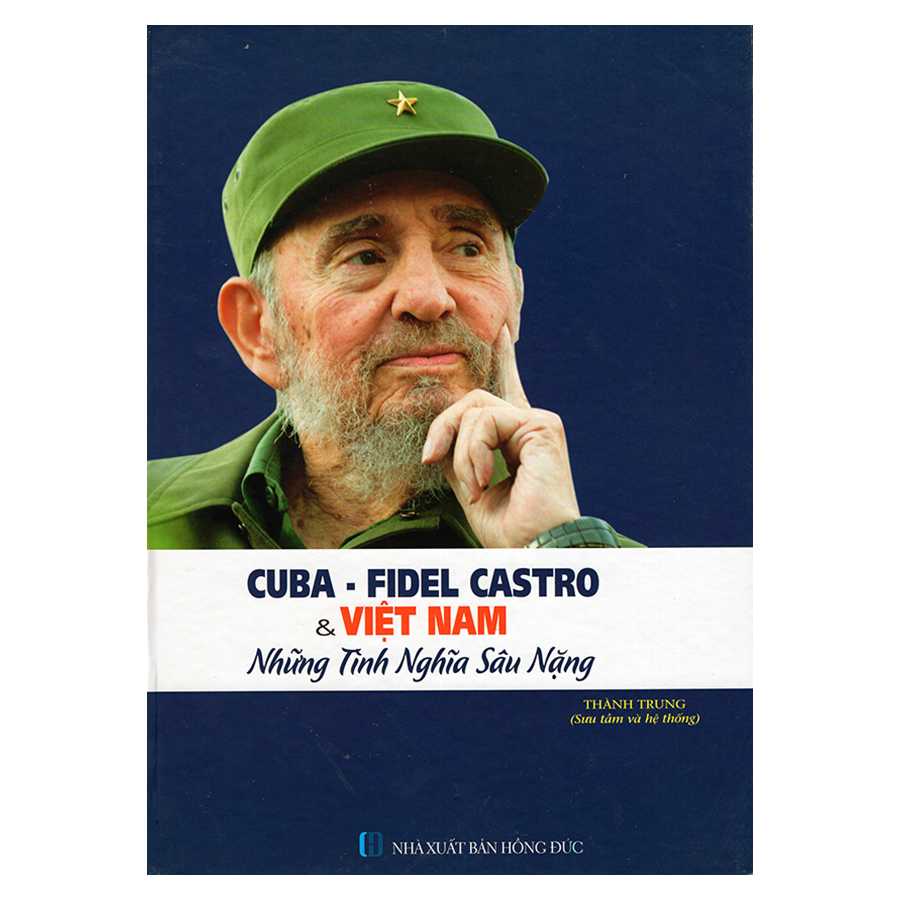 CUBA - FIDEL CASTRO
& VIỆT NAM
Những Tình Nghĩa Sâu Nặng
THÀNH TRUNG
(Sưu tầm và hệ thống)
NHÀ XUẤT BẢN HỒNG ĐỨC